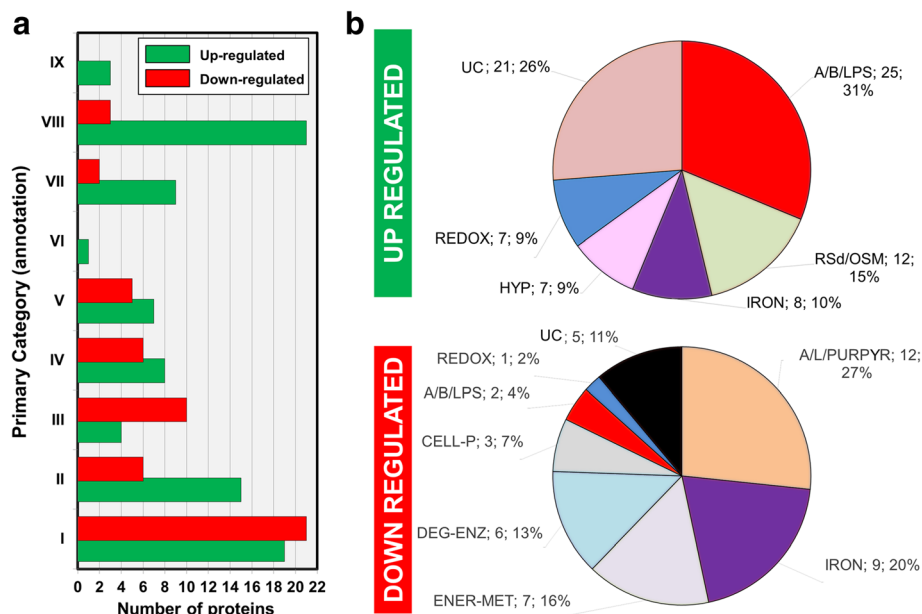 a
Up-regulated
Down-regulated
Primary Category (annotation)
IX
VIII
VII
VI
V
IV
III
II
I
0 2 4 6 8 10 12 14 16 18 20 22
Number of proteins
b
UP REGULATED
UC; 21; 26%
A/B/LPS; 25;
31%
REDOX; 7; 9%
RSd/OSM; 12;
15%
HYP; 7; 9%
IRON; 8; 10%
DOWN REGULATED
UC; 5; 11%
REDOX; 1; 2%
A/L/PURPYR; 12;
27%
A/B/LPS; 2; 4%
CELL-P; 3; 7%
DEG-ENZ; 6; 13%
IRON; 9; 20%
ENER-MET; 7; 16%